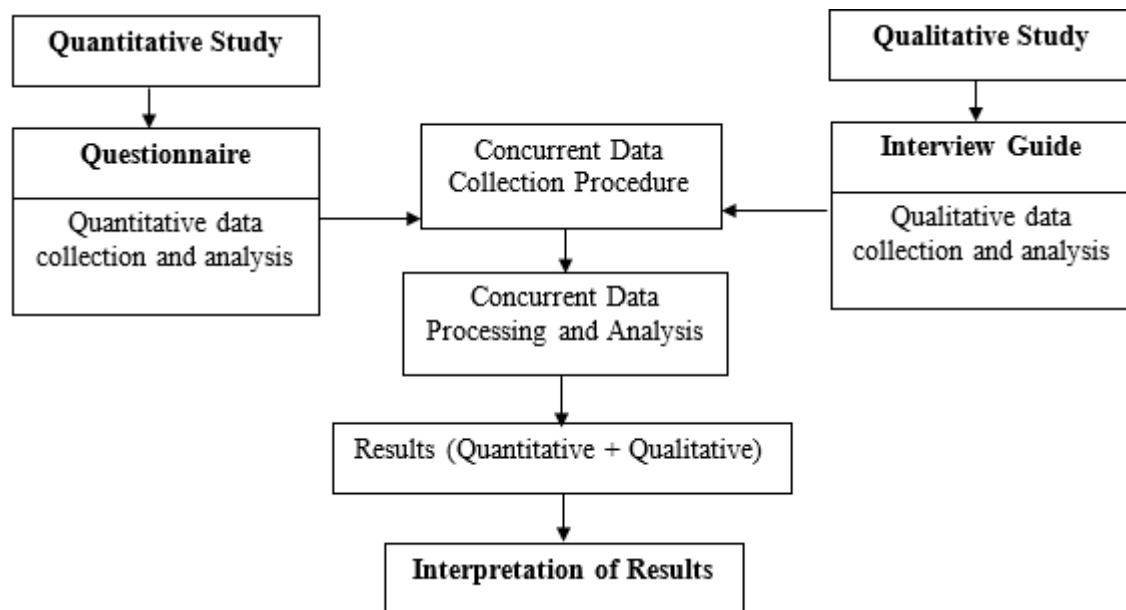 Quantitative Study
Qualitative Study
Questionnaire
Quantitative data
collection and analysis
Concurrent Data
Collection Procedure
Interview Guide
Qualitative data
collection and analysis
Concurrent Data
Processing and Analysis
Results (Quantitative + Qualitative)
Interpretation of Results